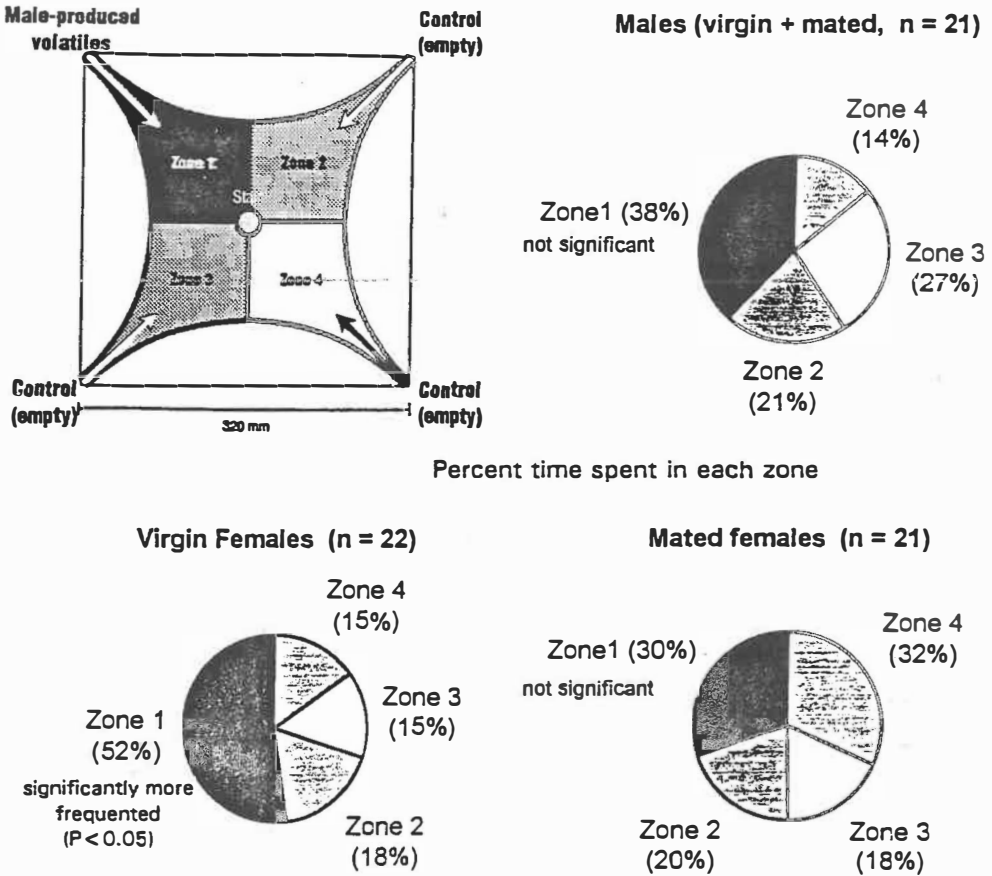 Male-produced
volatiles
Control
(empty)
Zone 1
Zone 2
Start
Zone 3
Zone 4
Control
(empty)
320 mm
Control
(empty)
Males (virgin + mated, n = 21)
Zone 4
(14%)
Zone1 (38%)
not significant
Zone 3
(27%)
Zone 2
(21%)
Percent time spent in each zone
Virgin Females (n = 22)
Zone 4
(15%)
Zone 3
(15%)
Zone 1
(52%)
significantly more
frequented
(P<0.05)
Zone 2
(18%)
Mated females (n = 21)
Zone1 (30%)
not significant
Zone 4
(32%)
Zone 2
(20%)
Zone 3
(18%)